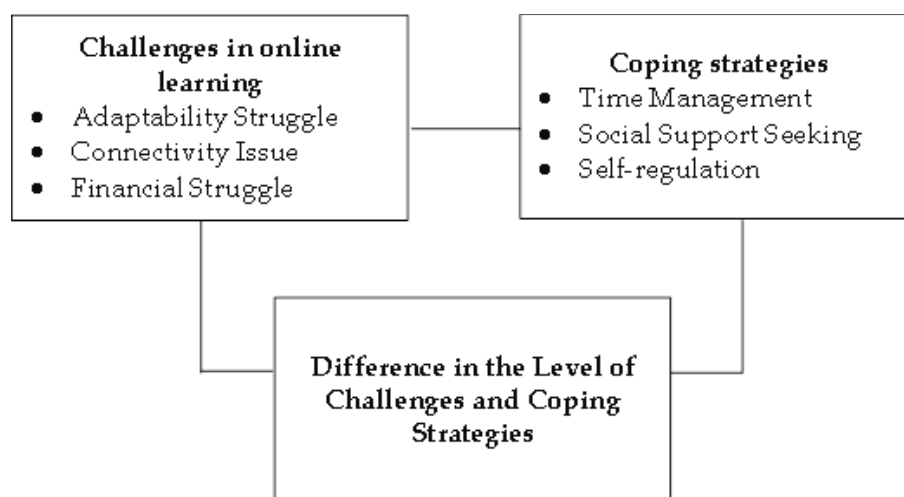 Challenges in online
learning
• Adaptability Struggle
• Connectivity Issue
• Financial Struggle
Coping strategies
• Time Management
• Social Support Seeking
• Self-regulation
Difference in the Level of
Challenges and Coping
Strategies